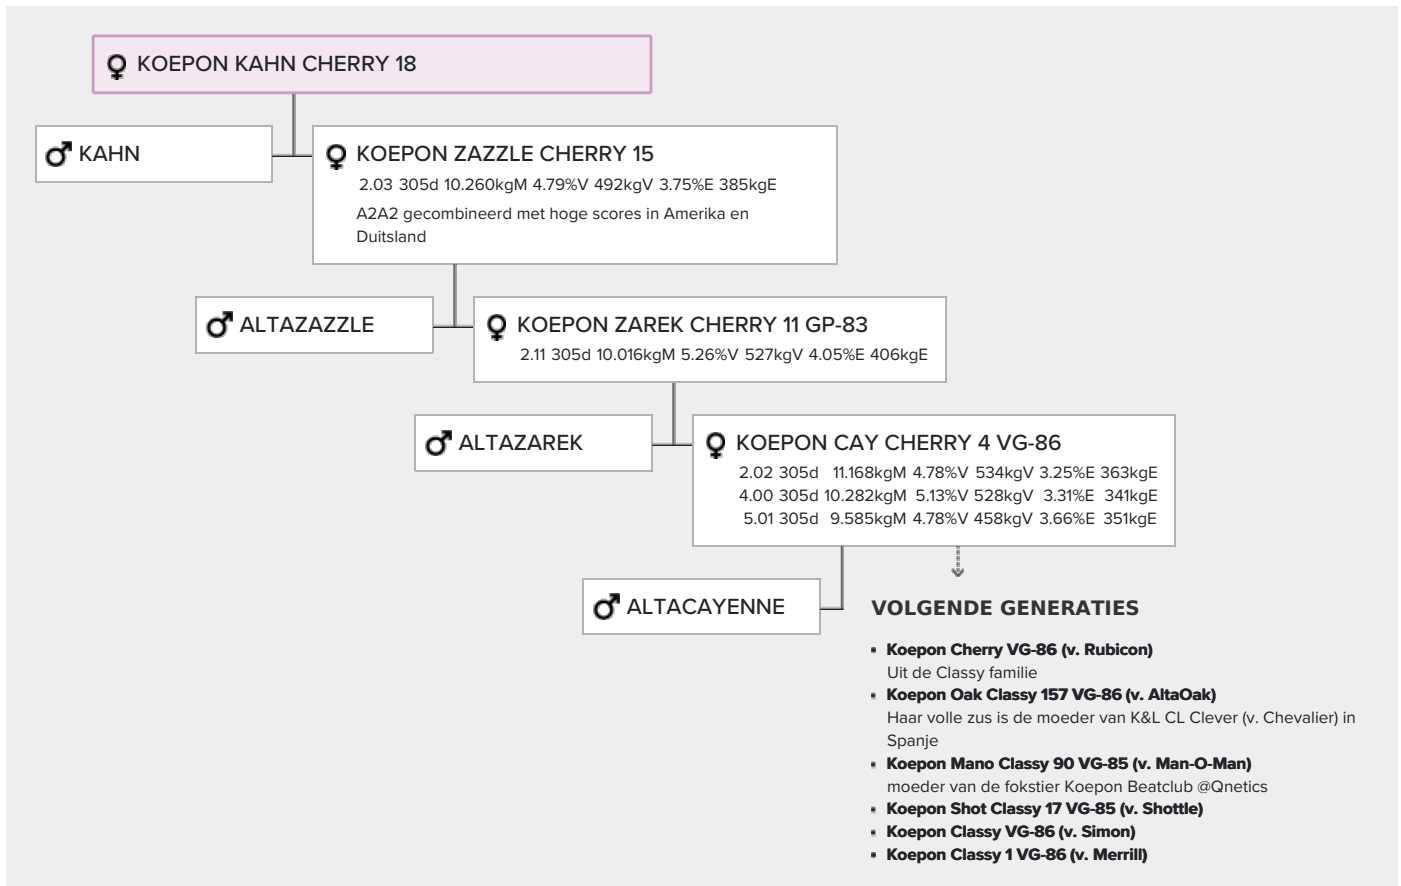 KOEPON KAHN CHERRY 18
KAHN
KOEPON ZAZZLE CHERRY 15
2.03 305d 10.260kgM 4.79%V 492kgV 3.75%E 385kgE
A2A2 gecombineerd met hoge scores in Amerika en
Duitsland
ALTAZAZZLE
KOEPON ZAREK CHERRY 11 GP-83
2.11 305d 10.016kgM 5.26%V 527kgV 4.05%E 406kgE
ALTAZAREK
KOEPON CAY CHERRY 4 VG-86
2.02 305d 11.168kgM 4.78%V 534kgV 3.25%E 363kgE
4.00 305d 10.282kgM 5.13%V 528kgV 3.31%E 341kgE
5.01 305d 9.585kgM 4.78%V 458kgV 3.66%E 351kgE
ALTACAYENNE
VOLGENDE GENERATIES
Koepon Cherry VG-86 (v. Rubicon)
Uit de Classy familie
Koepon Oak Classy 157 VG-86 (v. AltaOak)
Haar volle zus is de moeder van K&L CL Clever (v. Chevalier) in
Spanje
Koepon Mano Classy 90 VG-85 (v. Man-O-Man)
moeder van de fokstier Koepon Beatclub @Qnetics
Koepon Shot Classy 17 VG-85 (v. Shottle)
Koepon Classy VG-86 (v. Simon)
Koepon Classy 1 VG-86 (v. Merrill)